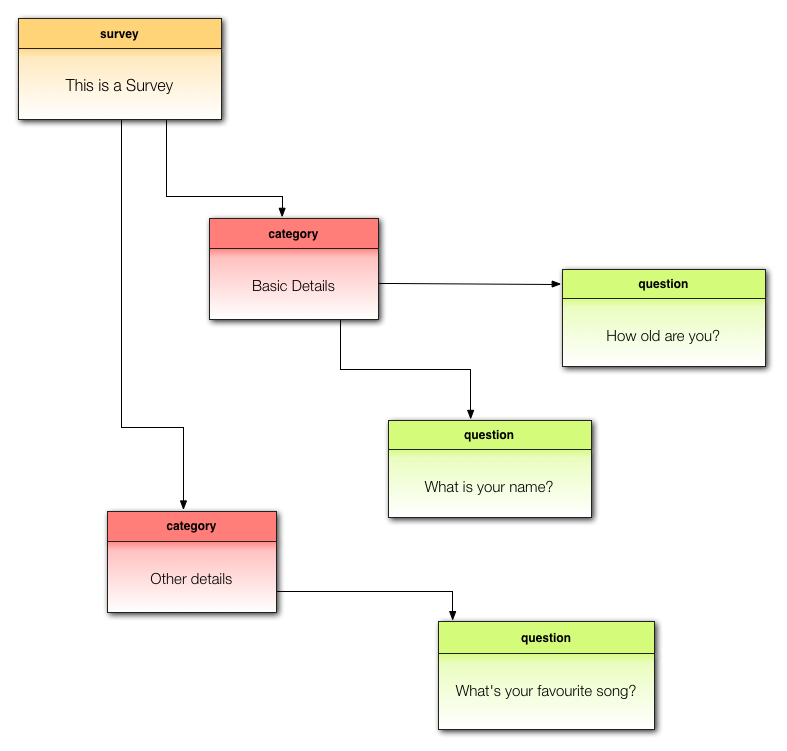 survey
This is a Survey
category
Basic Details
question
How old are you?
question
What is your name?
category
Other details
question
What's your favourite song?